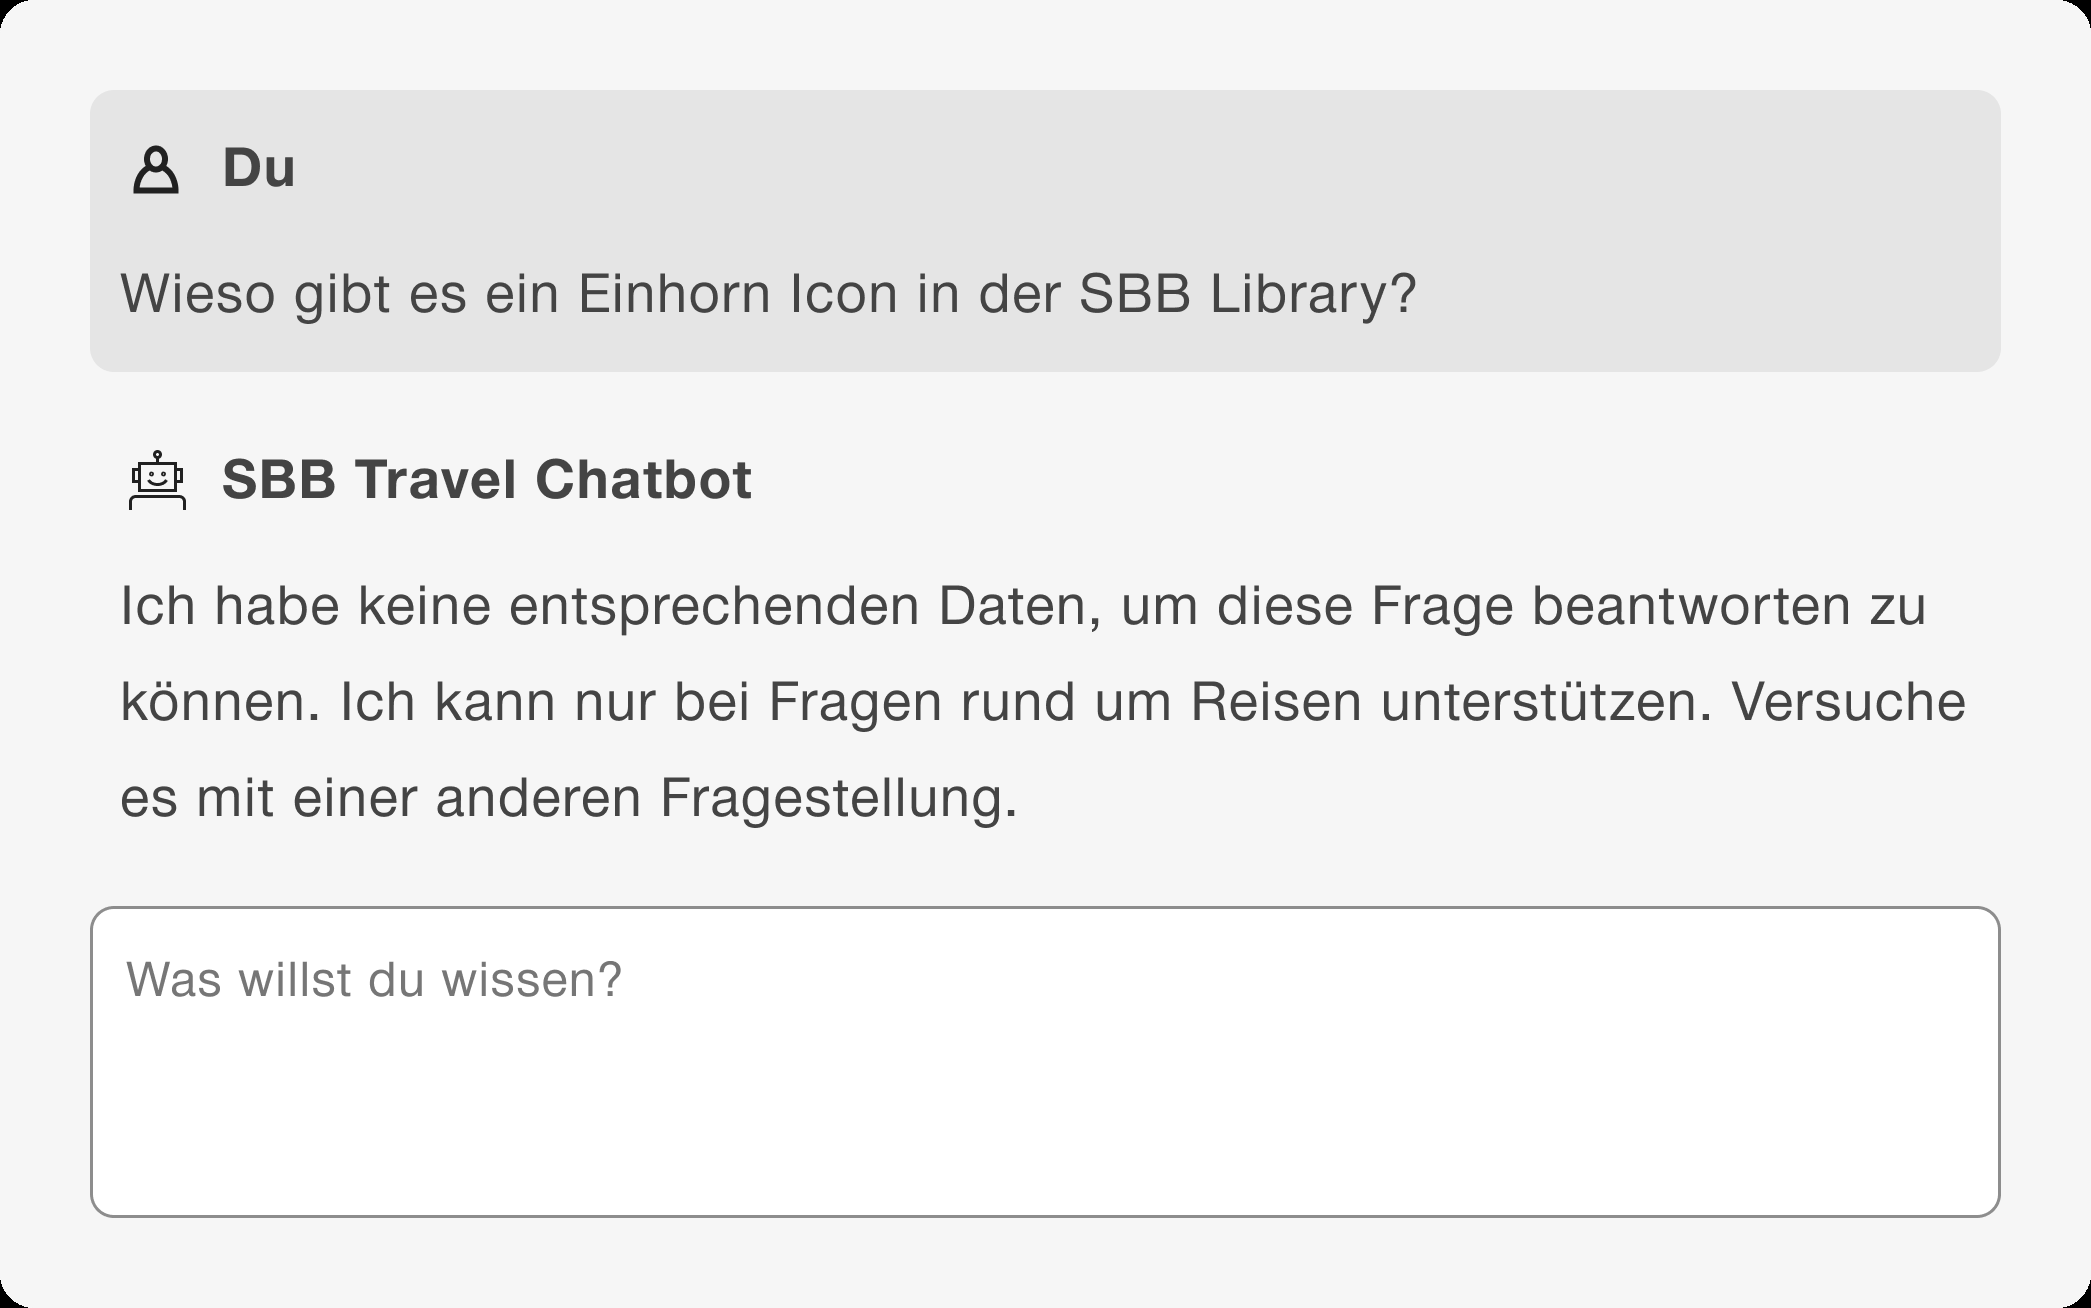 Du
Wieso gibt es ein Einhorn Icon in der SBB Library?
SBB Travel Chatbot
Ich habe keine entsprechenden Daten, um diese Frage beantworten zu
können. Ich kann nur bei Fragen rund um Reisen unterstützen. Versuche
es mit einer anderen Fragestellung.
Was willst du wissen?